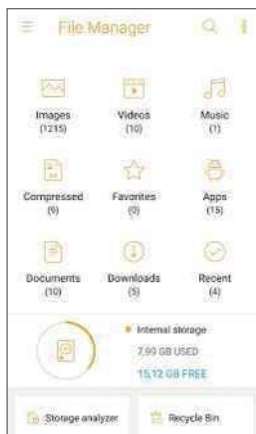 File Manager
Images Videos Music
(1215) (10) (1)
Compressed Favorites Apps
(9) (0) (15)
Documents Downloads Recent
(10) (5) (4)
Internal storage
7,99 GB USED
15,12 GB FREE
Storage analyzer Recycle Bin